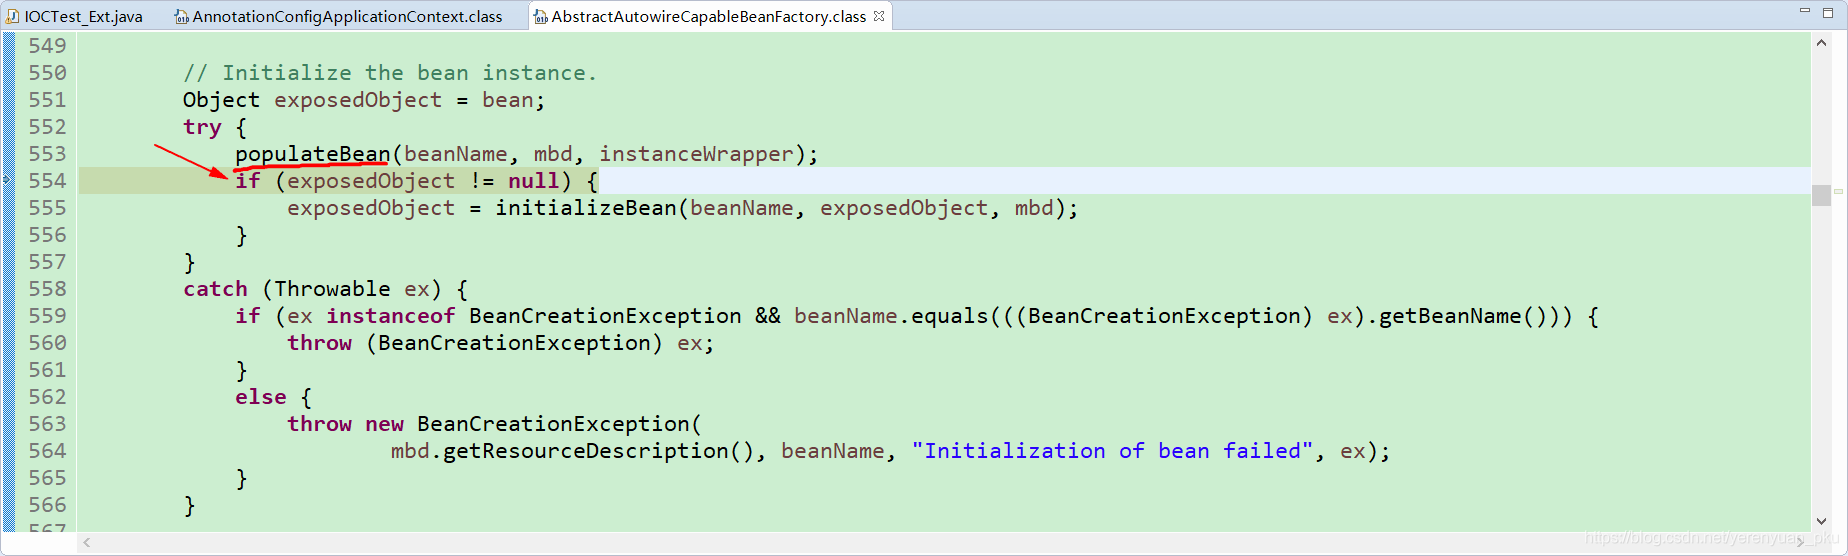 IOCTest_Ext.java AnnotationConfigApplicationContext.class AbstractAutowireCapableBeanFactory.class
549
550 // Initialize the bean instance.
551 Object exposedObject = bean;
552 try {
553 populateBean(beanName, mbd, instanceWrapper);
554 if (exposedObject != null) {
555 exposedObject = initializeBean(beanName, exposedObject, mbd);
556 }
557 }
558 catch (Throwable ex) {
559 if (ex instanceof BeanCreationException && beanName.equals(((BeanCreationException) ex).getBeanName())) {
560 throw (BeanCreationException) ex;
561 }
562 else {
563 throw new BeanCreationException(
564 mbd.getResourceDescription(), beanName, "Initialization of bean failed", ex);
565 }
566 }
567
https://blog.csdn.net/yerenyuan_pku